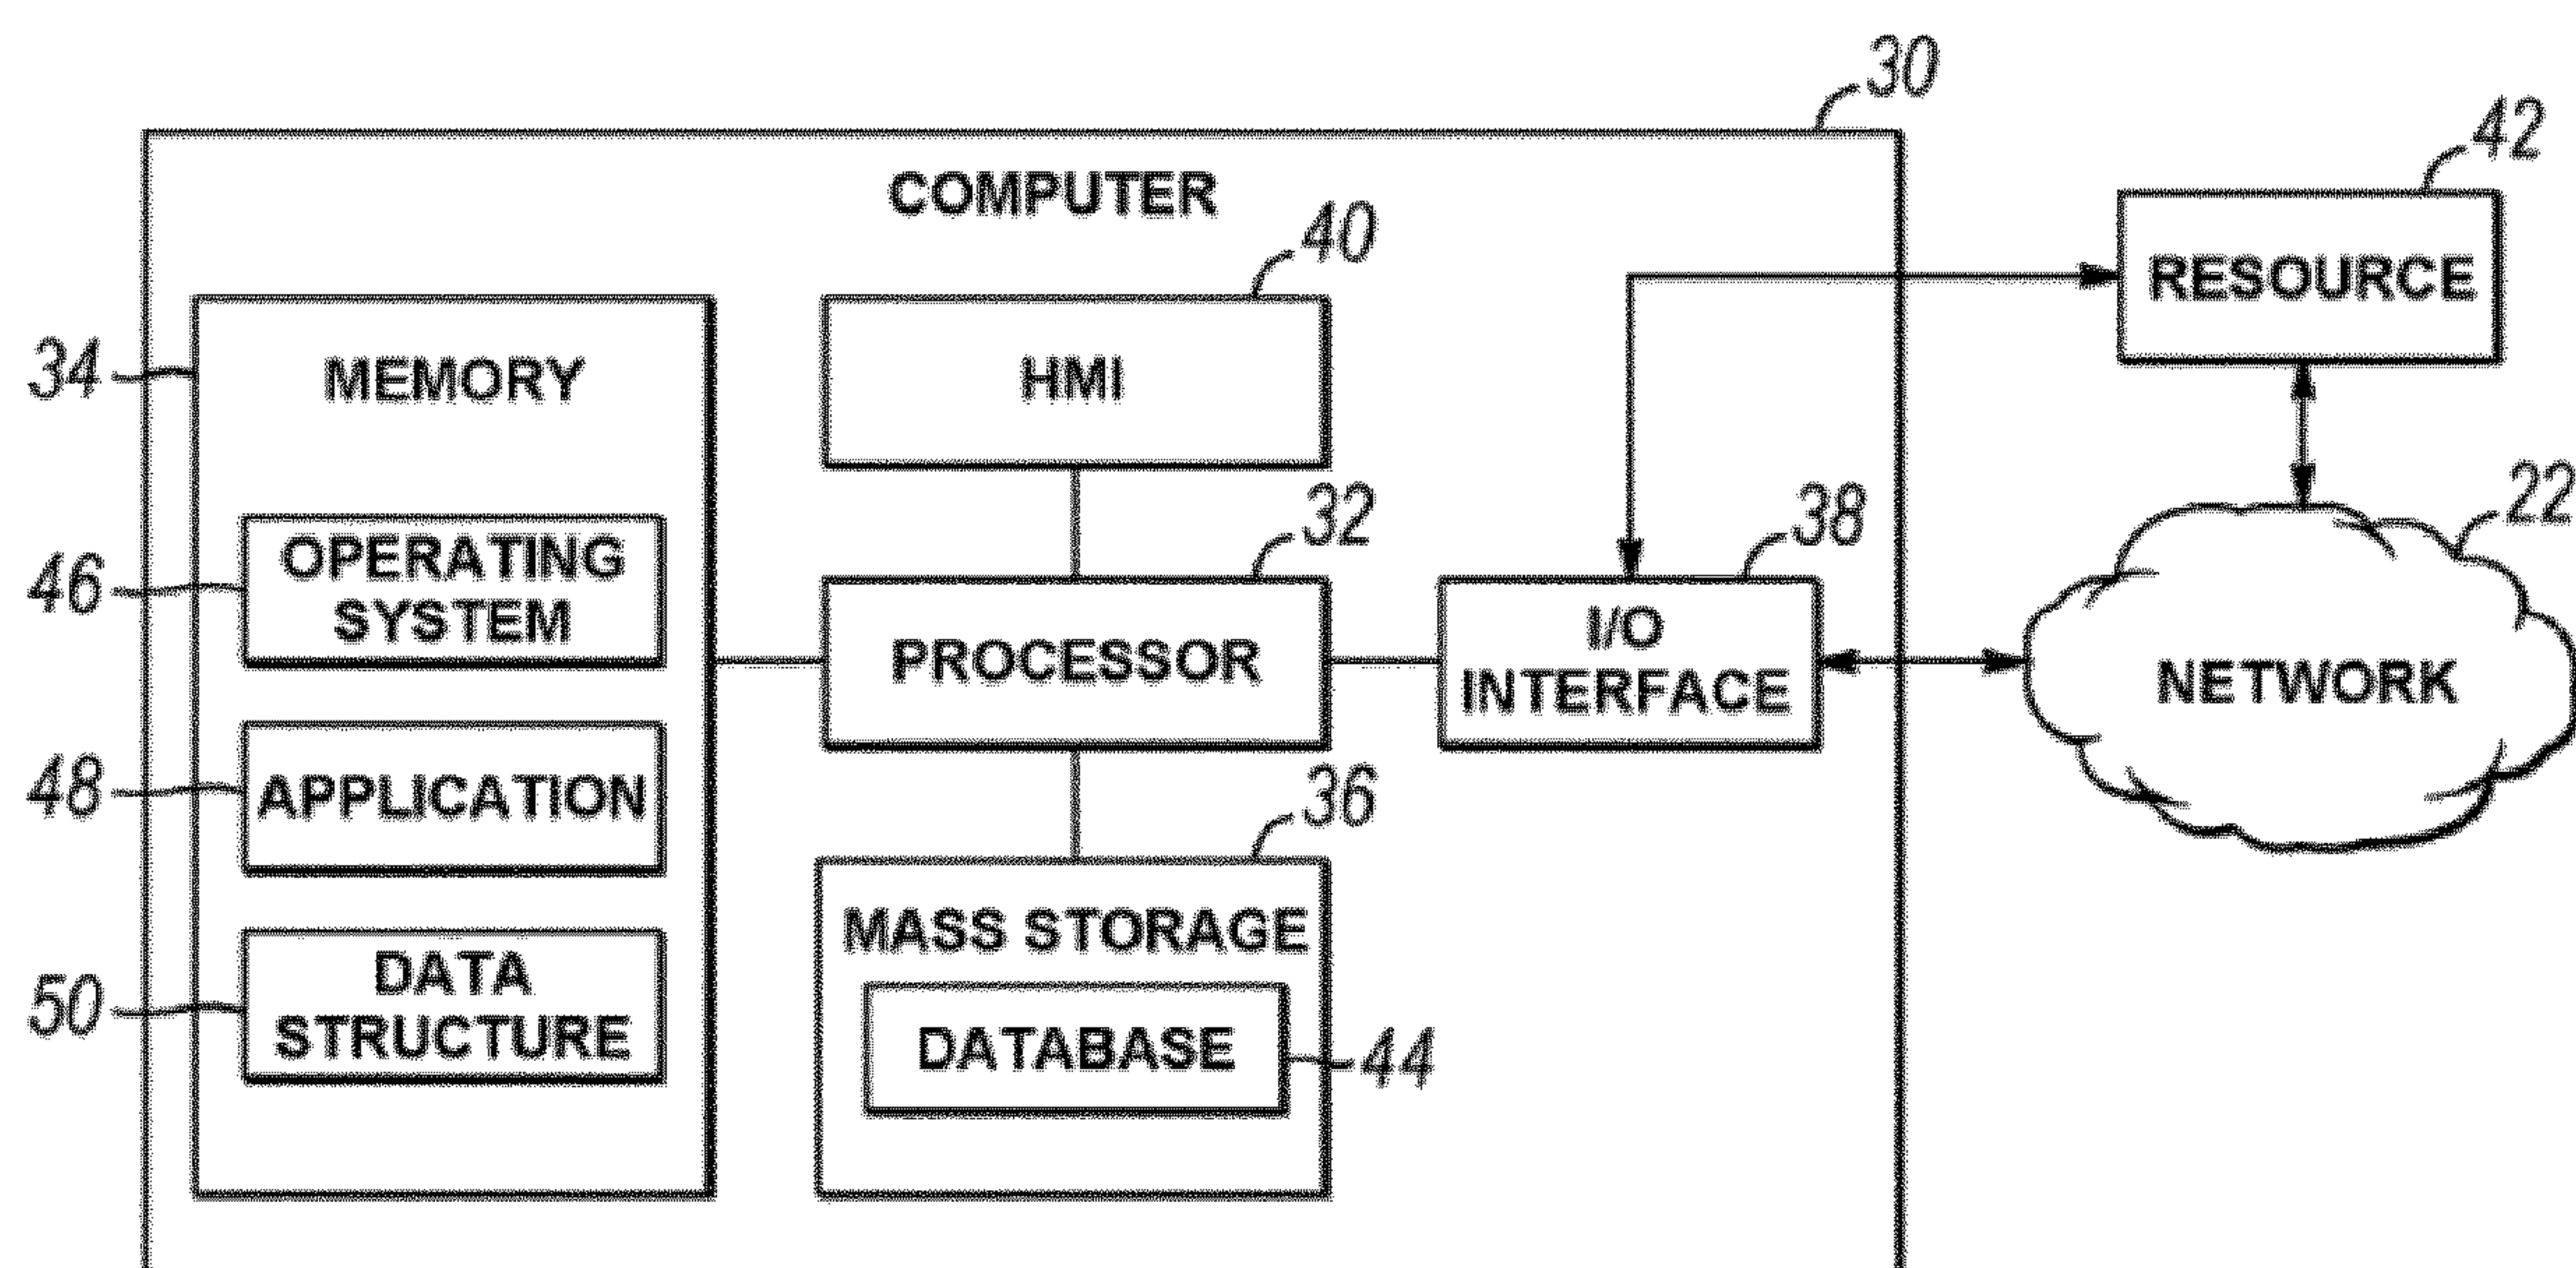 30
42
COMPUTER
40
RESOURCE
34
MEMORY
HMI
32
38
22
46
OPERATING
SYSTEM
PROCESSOR
I/O
INTERFACE
NETWORK
48
APPLICATION
36
MASS STORAGE
50
DATA
STRUCTURE
DATABASE
44